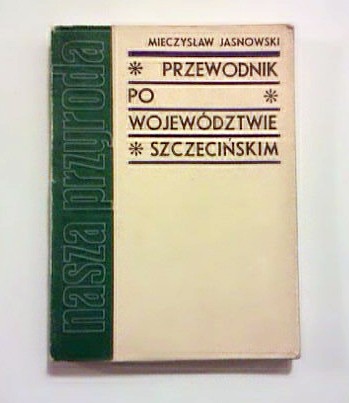 MIECZYSŁAW JASNOWSKI
* PRZEWODNIK
PO *
WOJEWÓDZTWIE
* SZCZECIŃSKIM
nasza przyroda